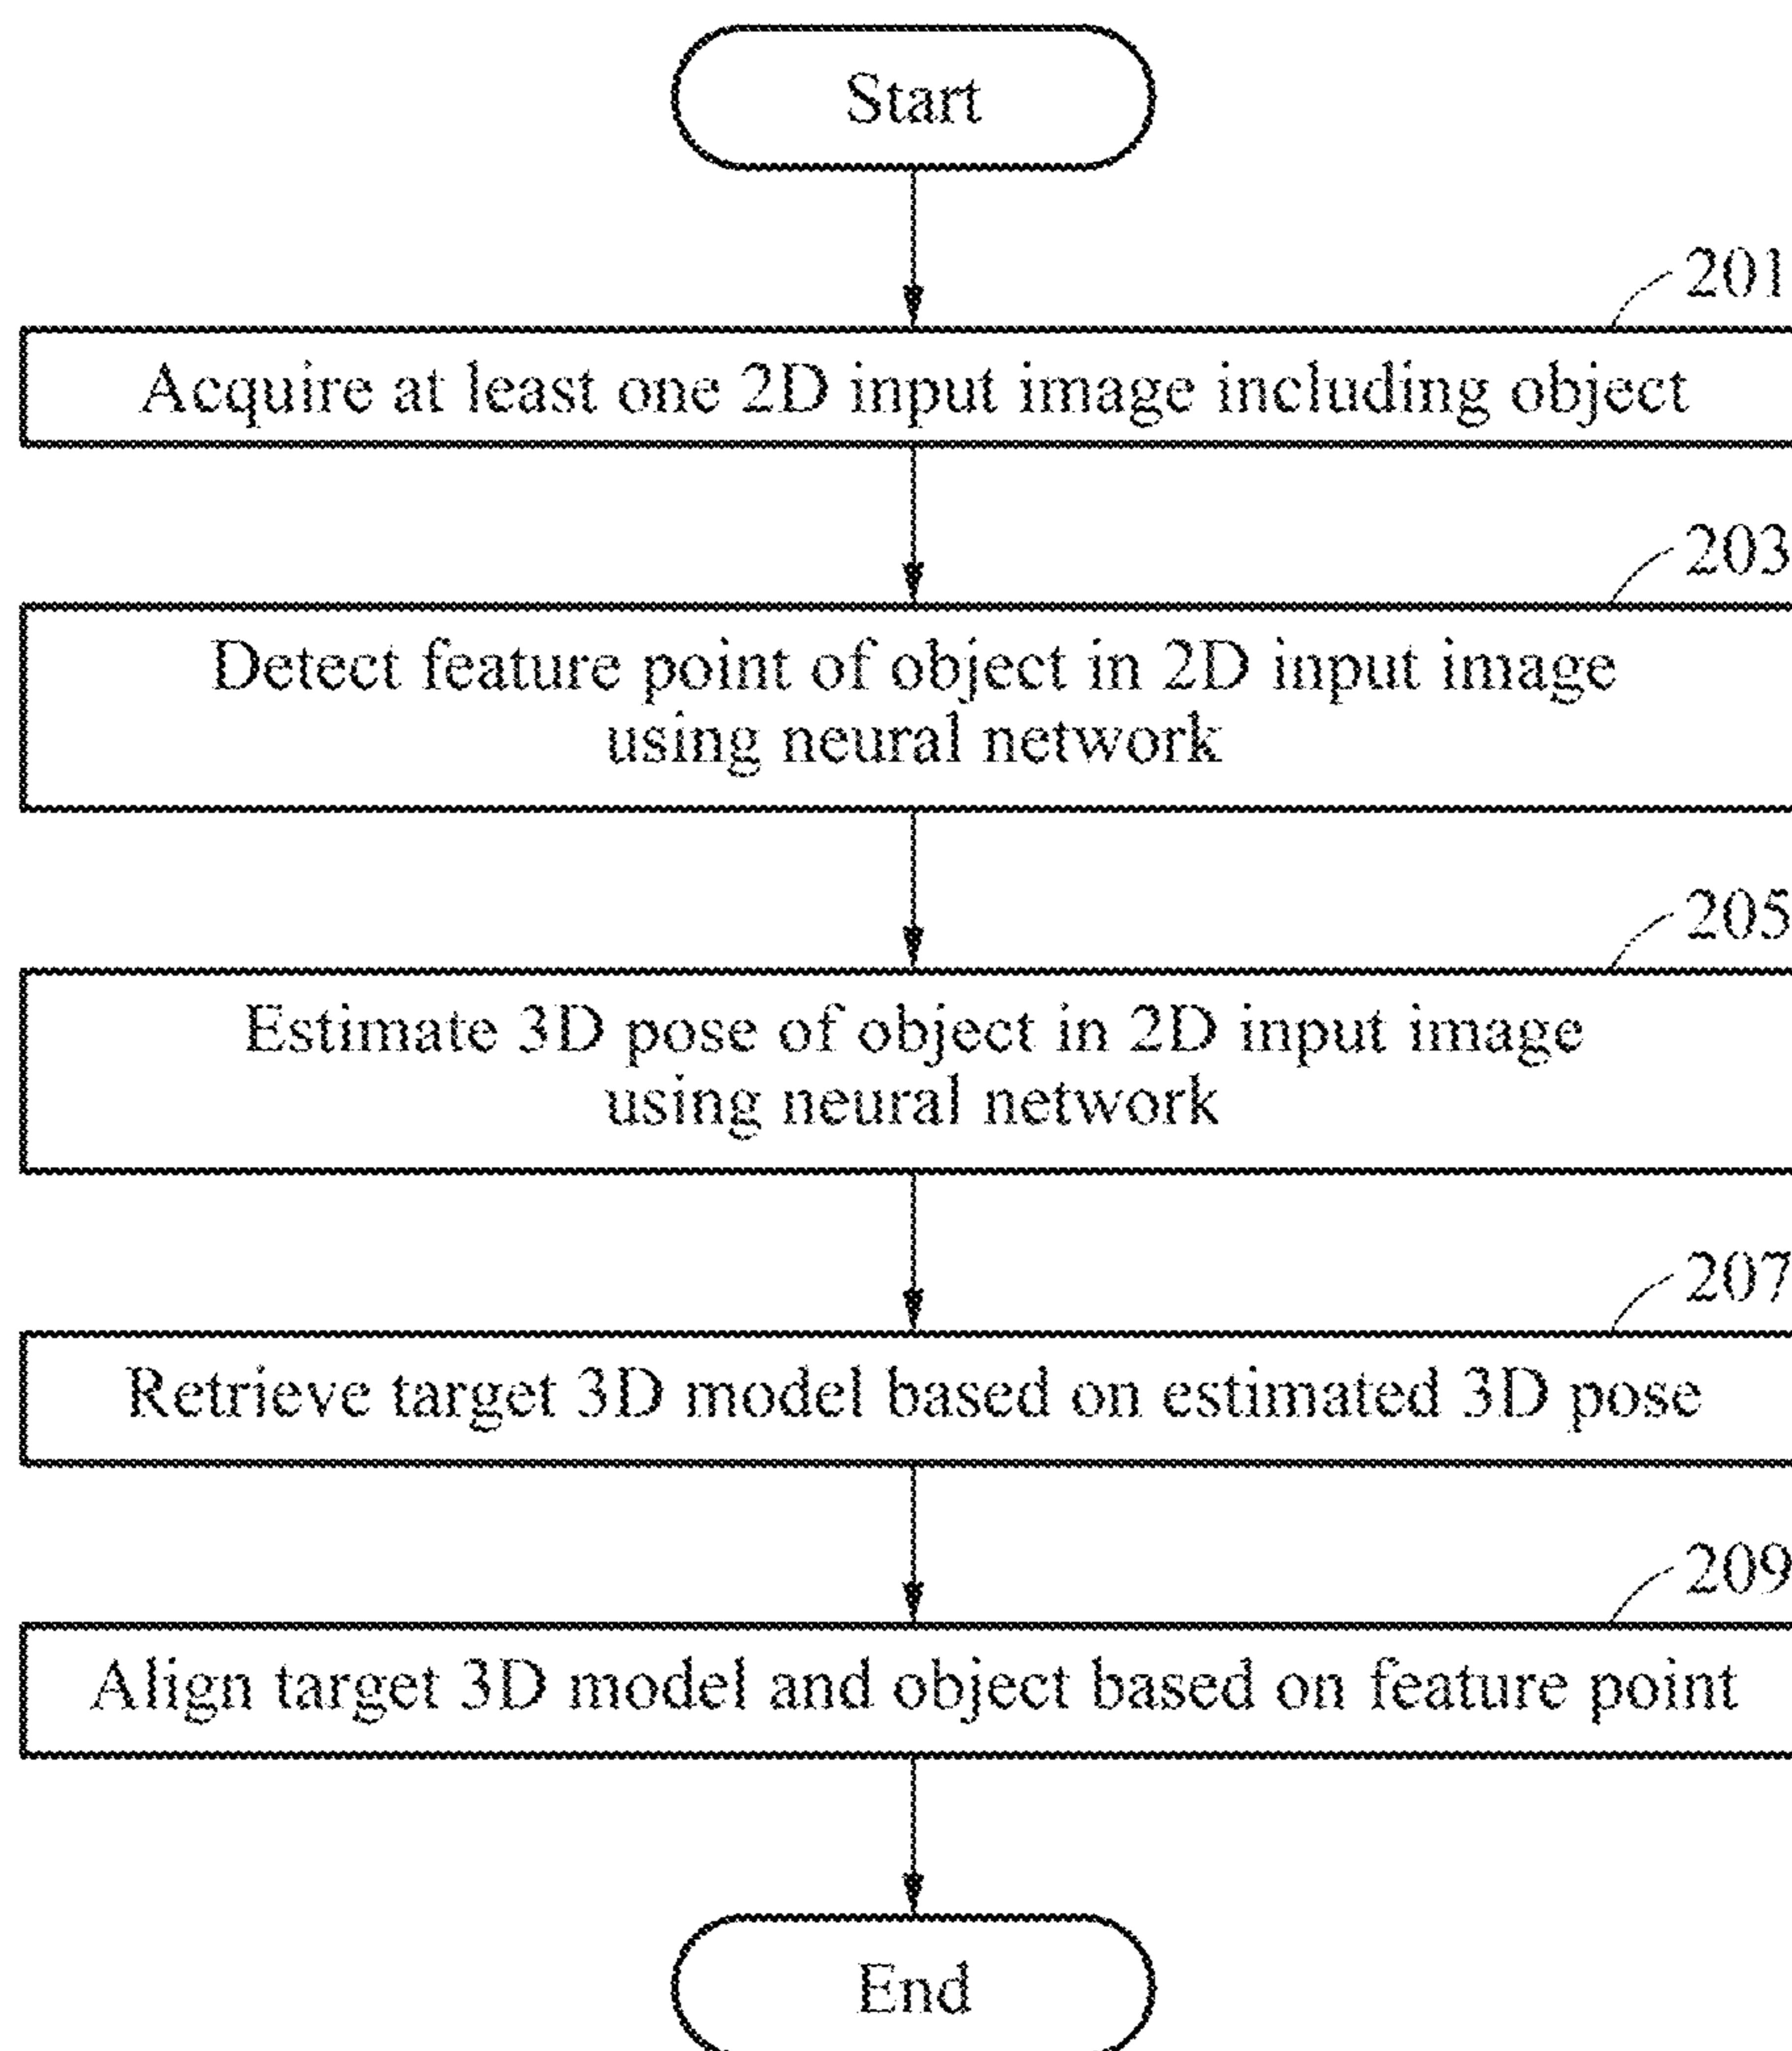 Start
201
Acquire at least one 2D input image including object
203
Detect feature point of object in 2D input image
using neural network
205
Estimate 3D pose of object in 2D input image
using neural network
207
Retrieve target 3D model based on estimated 3D pose
209
Align target 3D model and object based on feature point
End